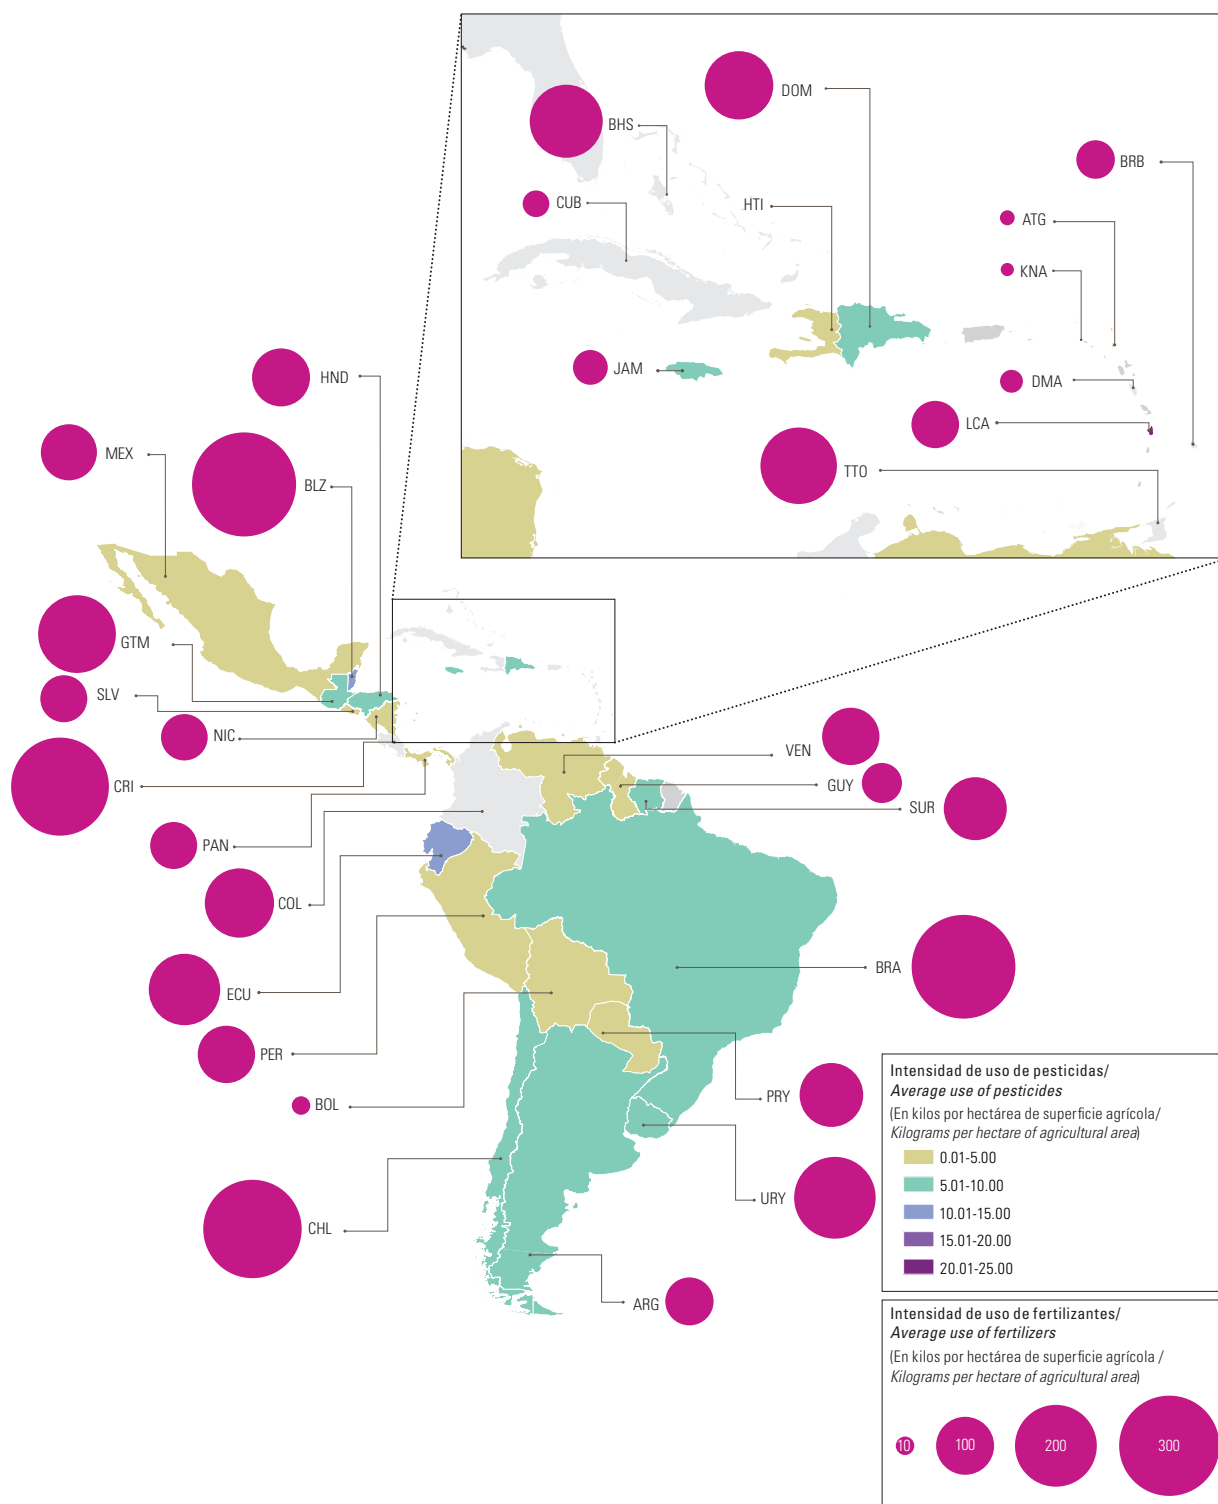 DOM
BHS
BRB
CUB
HTI
ATG
KNA
JAM
DMA
LCA
TTO
HND
MEX
BLZ
GTM
SLV
NIC
CRI
PAN
COL
ECU
PER
BOL
CHL
VEN
GUY
SUR
BRA
PRY
URY
ARG
Intensidad de uso de pesticidas/
Average use of pesticides
(En kilos por hectárea de superficie agrícola/
Kilograms per hectare of agricultural area)
0.01-5.00
5.01-10.00
10.01-15.00
15.01-20.00
20.01-25.00
Intensidad de uso de fertilizantes/
Average use of fertilizers
(En kilos por hectárea de superficie agrícola /
Kilograms per hectare of agricultural area)
10 100 200 300